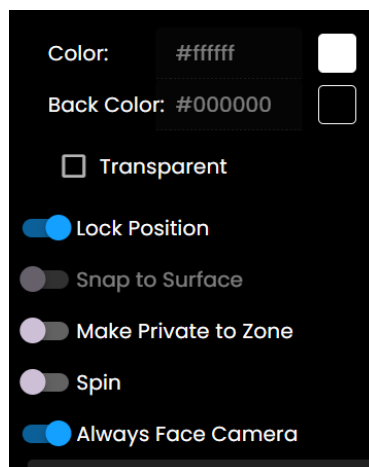 Color: #ffffff
Back Color: #000000
Transparent
Lock Position
Snap to Surface
Make Private to Zone
Spin
Always Face Camera